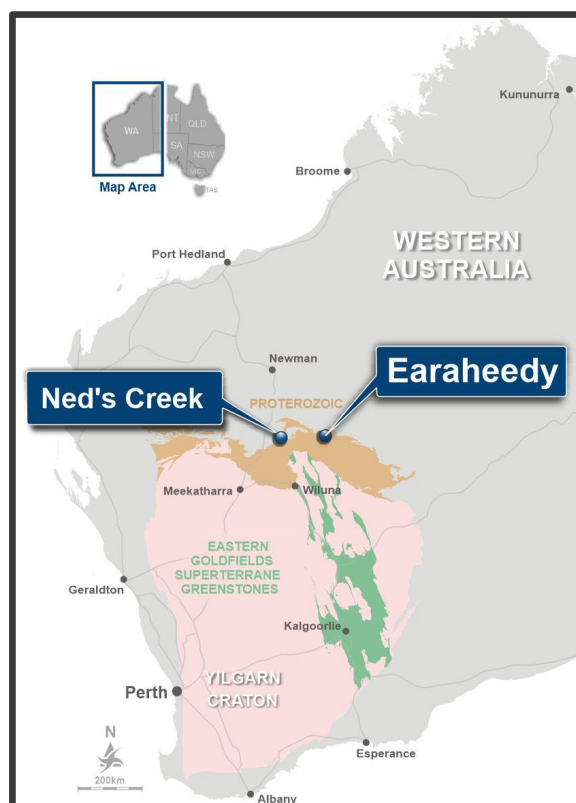 Kununurra
WA
NT
QLD
SA
NSW
VIC
TAS
Map Area
Broome
WESTERN
AUSTRALIA
Port Hedland
Newman
Earaheedy
Ned's Creek
PROTEROZOIC
Meekatharra
Wiluna
EASTERN
GOLDFIELDS
SUPERTERRANE
GREENSTONES
Geraldton
Kalgoorlie
Perth
YILGARN
CRATON
N
200km
Esperance
Albany